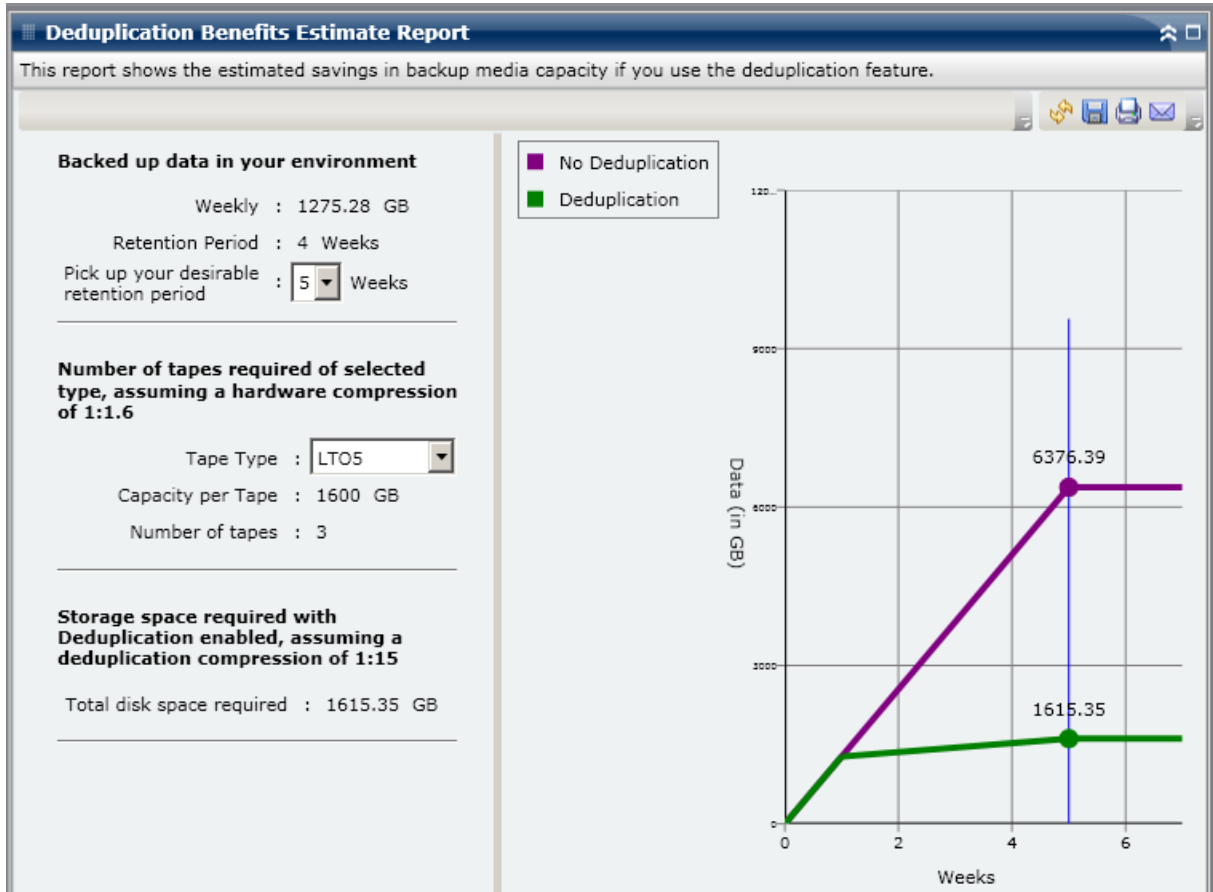 Deduplication Benefits Estimate Report
This report shows the estimated savings in backup media capacity if you use the deduplication feature.
Backed up data in your environment
Weekly : 1275.28 GB
Retention Period : 4 Weeks
Pick up your desirable
retention period : 5 Weeks
Number of tapes required of selected
type, assuming a hardware compression
of 1:1.6
Tape Type : LTO5
Capacity per Tape : 1600 GB
Number of tapes : 3
Storage space required with
Deduplication enabled, assuming a
deduplication compression of 1:15
Total disk space required : 1615.35 GB
No Deduplication
Deduplication
120...
9000
6376.39
6000
Data (in GB)
3000
1615.35
0
0 2 4 6
Weeks